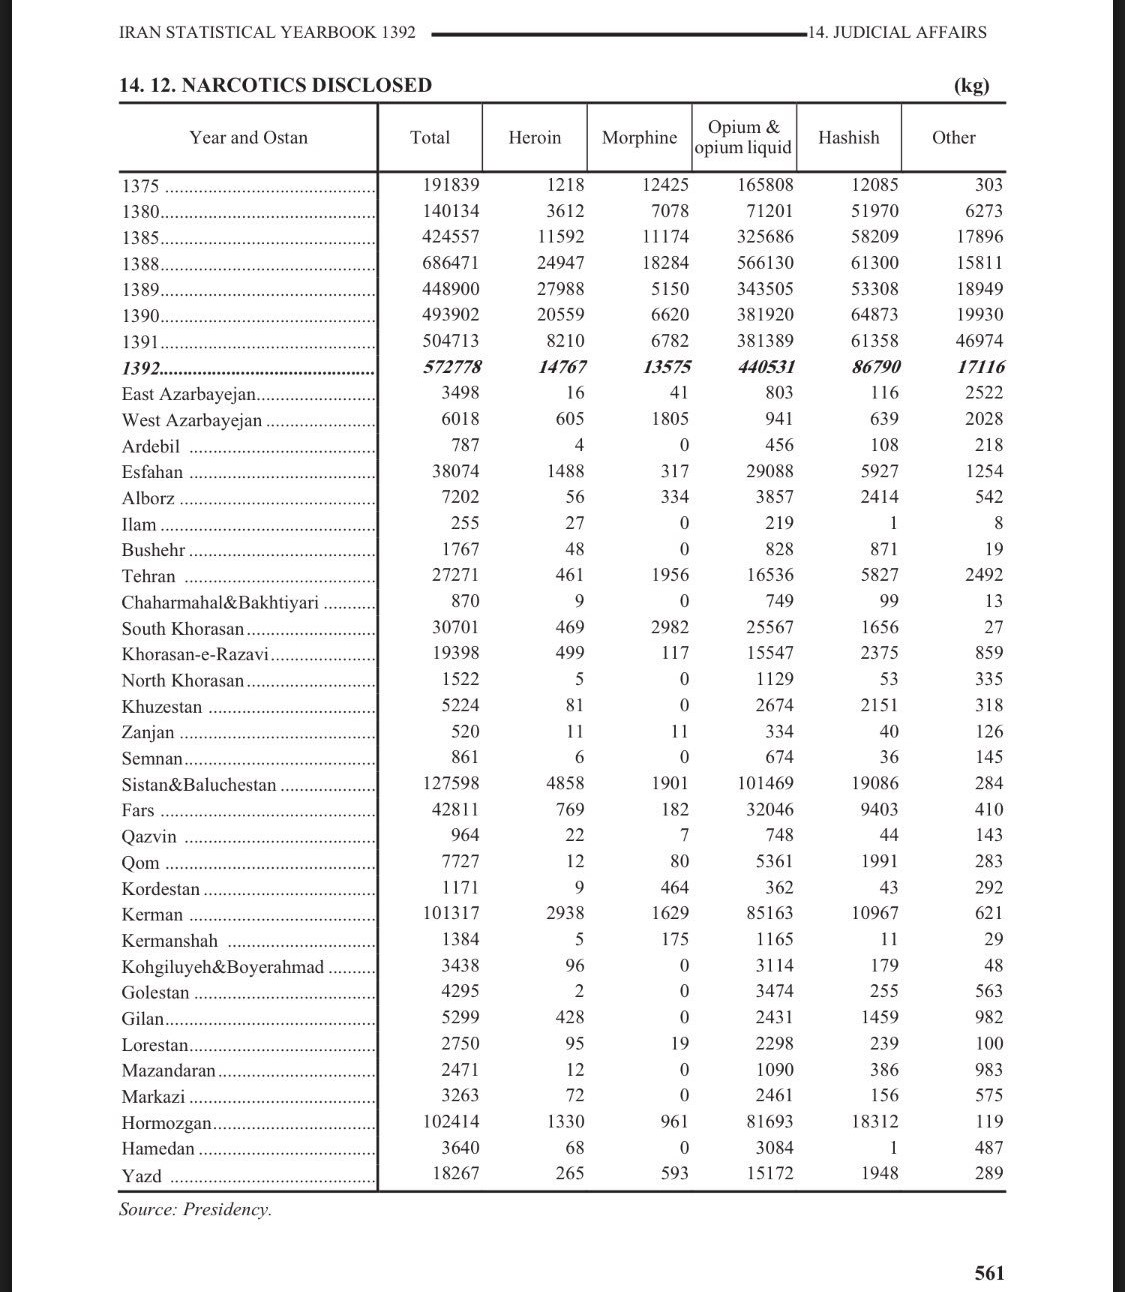 IRAN STATISTICAL YEARBOOK 1392 14. JUDICIAL AFFAIRS
14. 12. NARCOTICS DISCLOSED (kg)
Year and Ostan Total Heroin Morphine Opium & opium liquid Hashish Other
1375 191839 1218 12425 165808 12085 303
1380 140134 3612 7078 71201 51970 6273
1385 424557 11592 11174 325686 58209 17896
1388 686471 24947 18284 566130 61300 15811
1389 448900 27988 5150 343505 53308 18949
1390 493902 20559 6620 381920 64873 19930
1391 504713 8210 6782 381389 61358 46974
1392 572778 14767 13575 440531 86790 17116
East Azarbayejan 3498 16 41 803 116 2522
West Azarbayejan 6018 605 1805 941 639 2028
Ardebil 787 4 0 456 108 218
Esfahan 38074 1488 317 29088 5927 1254
Alborz 7202 56 334 3857 2414 542
Ilam 255 27 0 219 1 8
Bushehr 1767 48 0 828 871 19
Tehran 27271 461 1956 16536 5827 2492
Chaharmahal&Bakhtiyari 870 9 0 749 99 13
South Khorasan 30701 469 2982 25567 1656 27
Khorasan-e-Razavi 19398 499 117 15547 2375 859
North Khorasan 1522 5 0 1129 53 335
Khuzestan 5224 81 0 2674 2151 318
Zanjan 520 11 11 334 40 126
Semnan 861 6 0 674 36 145
Sistan&Baluchestan 127598 4858 1901 101469 19086 284
Fars 42811 769 182 32046 9403 410
Qazvin 964 22 7 748 44 143
Qom 7727 12 80 5361 1991 283
Kordestan 1171 9 464 362 43 292
Kerman 101317 2938 1629 85163 10967 621
Kermanshah 1384 5 175 1165 11 29
Kohgiluyeh&Boyerahmad 3438 96 0 3114 179 48
Golestan 4295 2 0 3474 255 563
Gilan 5299 428 0 2431 1459 982
Lorestan 2750 95 19 2298 239 100
Mazandaran 2471 12 0 1090 386 983
Markazi 3263 72 0 2461 156 575
Hormozgan 102414 1330 961 81693 18312 119
Hamedan 3640 68 0 3084 1 487
Yazd 18267 265 593 15172 1948 289
Source: Presidency.
561